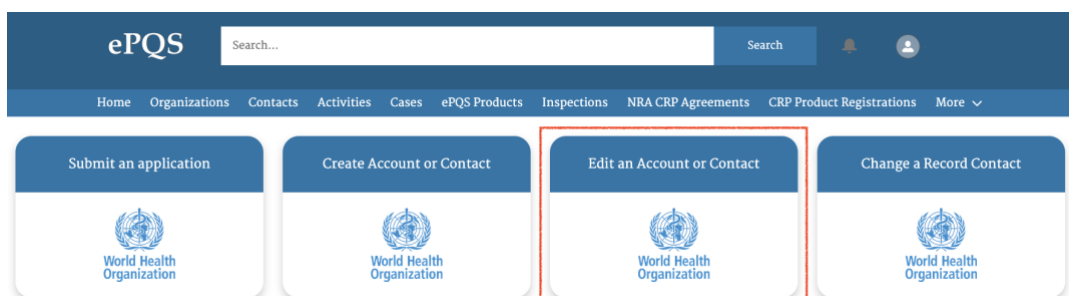 ePQS
Search...
Search
Home Organizations Contacts Activities Cases ePQS Products Inspections NRA CRP Agreements CRP Product Registrations More
Submit an application
Create Account or Contact
Edit an Account or Contact
Change a Record Contact
World Health
Organization
World Health
Organization
World Health
Organization
World Health
Organization